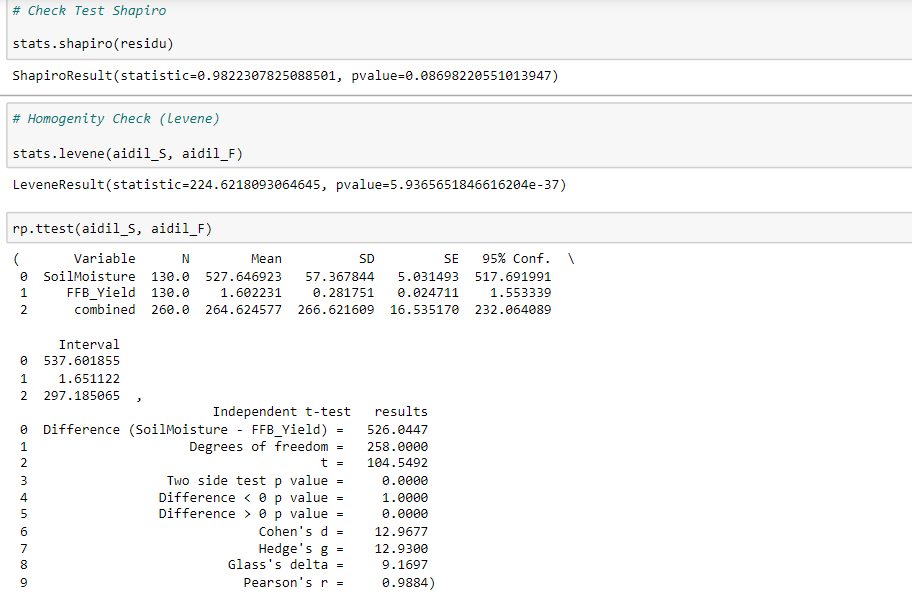 # Check Test Shapiro
stats.shapiro(residu)
ShapiroResult(statistic=0.9822307825088501, pvalue=0.08698220551013947)
# Homogenity Check (levene)
stats.levene(aidil_S, aidil_F)
LeveneResult(statistic=224.6218093064645, pvalue=5.9365651846616204e-37)
rp.ttest(aidil_S, aidil_F)
(       Variable      N        Mean          SD         SE   95% Conf.  \
0  SoilMoisture  130.0  527.646923   57.367844   5.031493  517.691991
1     FFB_Yield  130.0    1.602231    0.281751   0.024711    1.553339
2      combined  260.0  264.624577  266.621609  16.535170  232.064089
Interval
0  537.601855
1    1.651122
2  297.185065  ,
Independent t-test   results
0  Difference (SoilMoisture - FFB_Yield) =   526.0447
1                   Degrees of freedom =   258.0000
2                                    t =   104.5492
3                Two side test p value =     0.0000
4               Difference < 0 p value =     1.0000
5               Difference > 0 p value =     0.0000
6                            Cohen's d =    12.9677
7                            Hedge's g =    12.9300
8                        Glass's delta =     9.1697
9                          Pearson's r =     0.9884)